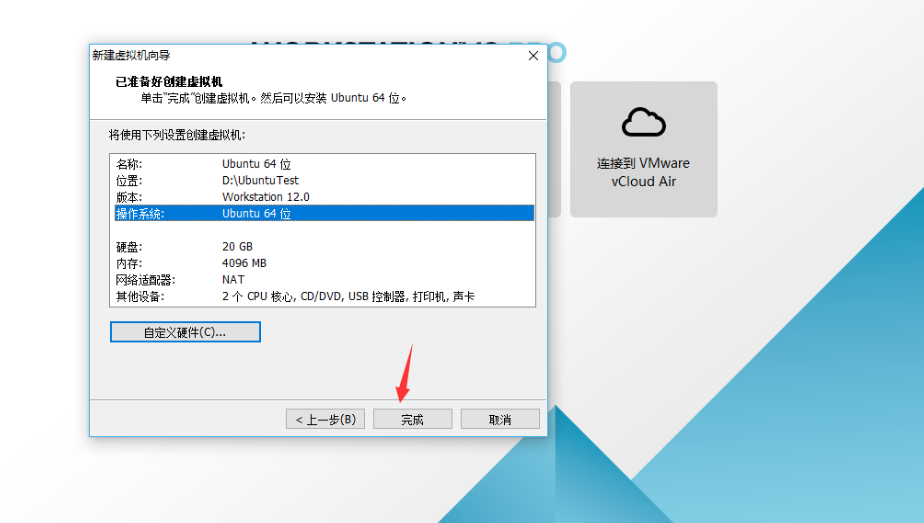 新建虚拟机向导
PRO
已准备好创建虚拟机
单击“完成”创建虚拟机。然后可以安装 Ubuntu 64 位。
将使用下列设置创建虚拟机:
名称: Ubuntu 64 位
位置: D:\UbuntuTest
版本: Workstation 12.0
操作系统: Ubuntu 64 位
硬盘: 20 GB
内存: 4096 MB
网络适配器: NAT
其他设备: 2 个 CPU 核心, CD/DVD, USB 控制器, 打印机, 声卡
自定义硬件(C)...
< 上一步(B)
完成
取消
连接到 VMware
vCloud Air